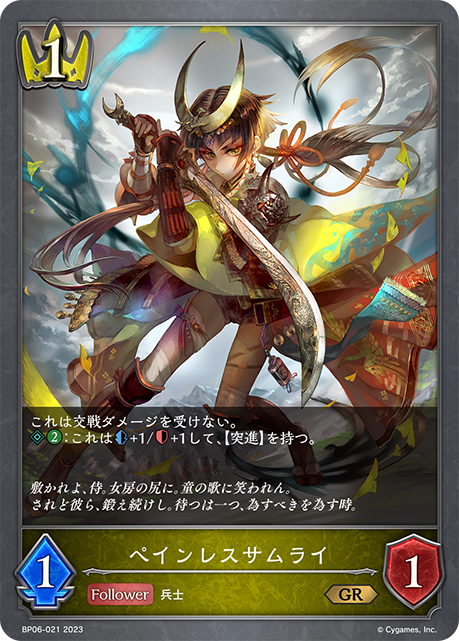 1
これは交戦ダメージを受けない。
2:これは+1/+1して、【突進】を持つ。
敷かれよ、侍。女房の尻に。童の歌に笑われん。
されど彼ら、鍛え続けし。待つは一つ、為すべきを為す時。
ペインレスサムライ
1
Follower 兵士
GR
1
BP06-021 2023
© Cygames, Inc.